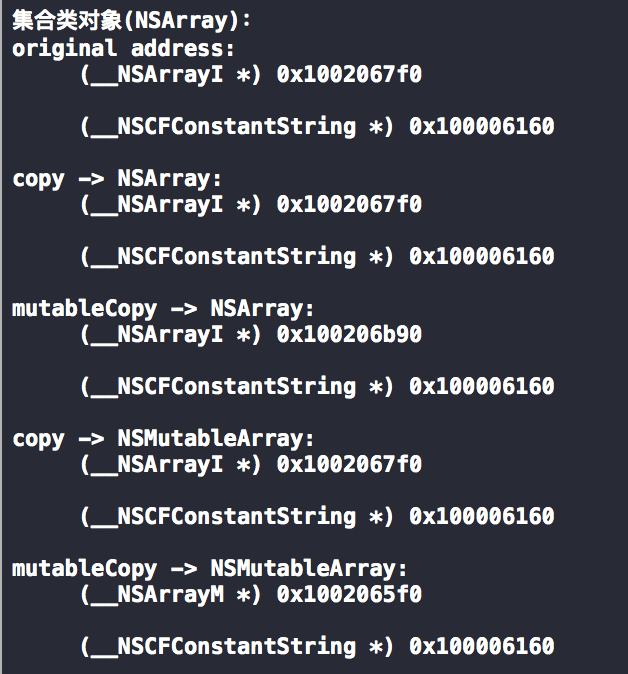 集合类对象(NSArray):
original address:
(__NSArrayI *) 0x1002067f0
(__NSCFConstantString *) 0x100006160
copy -> NSArray:
(__NSArrayI *) 0x1002067f0
(__NSCFConstantString *) 0x100006160
mutableCopy -> NSArray:
(__NSArrayI *) 0x100206b90
(__NSCFConstantString *) 0x100006160
copy -> NSMutableArray:
(__NSArrayI *) 0x1002067f0
(__NSCFConstantString *) 0x100006160
mutableCopy -> NSMutableArray:
(__NSArrayM *) 0x1002065f0
(__NSCFConstantString *) 0x100006160